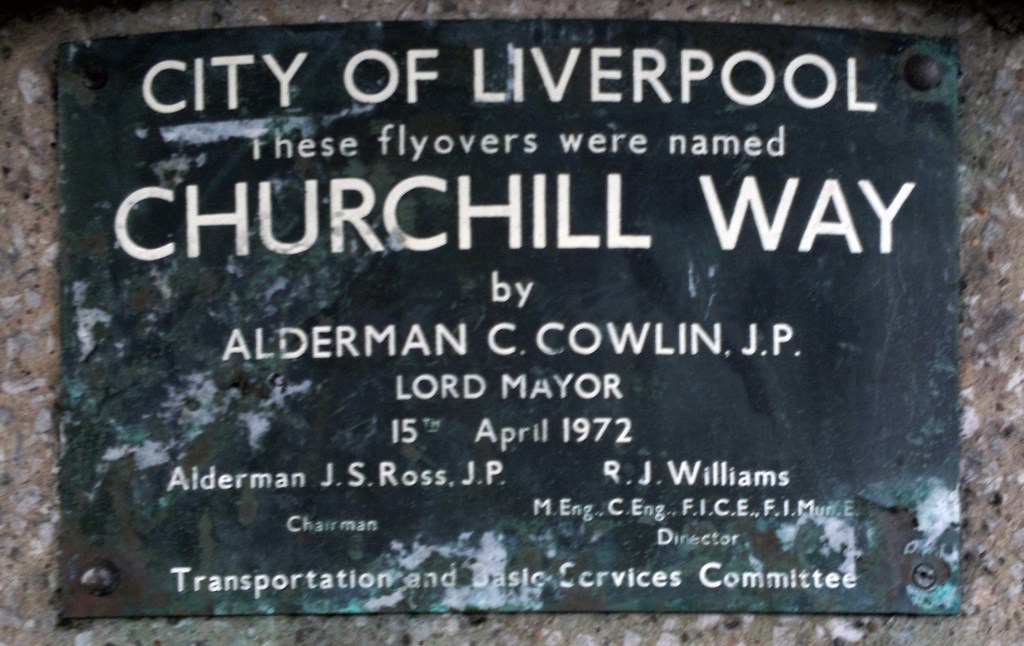 CITY OF LIVERPOOL
These flyovers were named
CHURCHILL WAY
by
ALDERMAN C. COWLIN, J.P.
LORD MAYOR
15TH April 1972
Alderman J.S. Ross, J.P. R.J. Williams
M.Eng., C.Eng., F.I.C.E., F.I.Mun.E.
Chairman Director
Transportation and Basic Services Committee